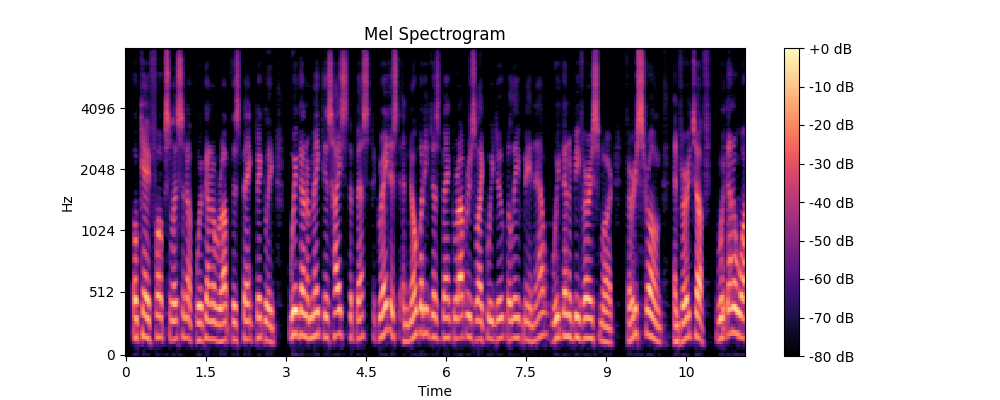 Mel Spectrogram
+0 dB
-10 dB
-20 dB
-30 dB
-40 dB
-50 dB
-60 dB
-70 dB
-80 dB
Hz
4096
2048
1024
512
0
0 1.5 3 4.5 6 7.5 9 10
Time